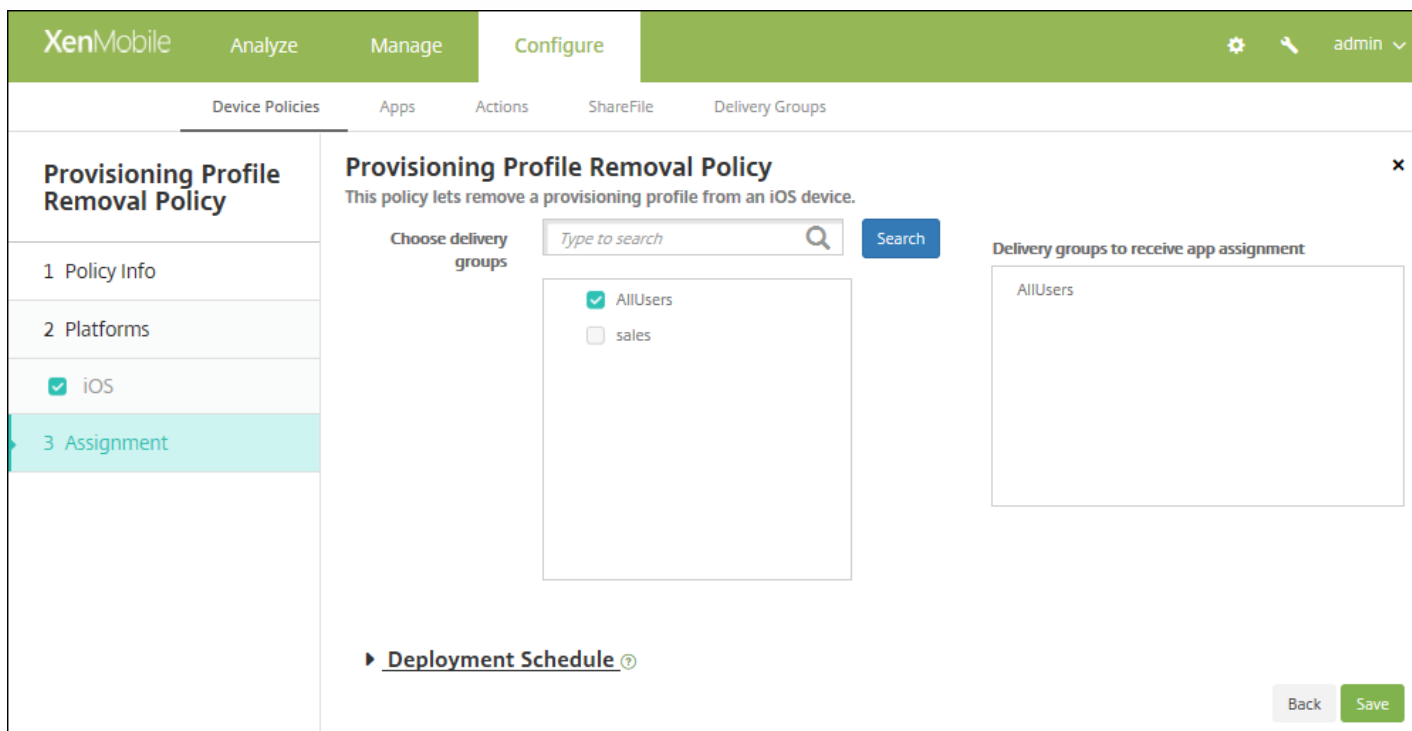 XenMobile Analyze Manage Configure admin
Device Policies Apps Actions ShareFile Delivery Groups
Provisioning Profile
Removal Policy
1 Policy Info
2 Platforms
iOS
3 Assignment
Provisioning Profile Removal Policy
This policy lets remove a provisioning profile from an iOS device.
Choose delivery
groups
Type to search
Search
AllUsers
sales
Delivery groups to receive app assignment
AllUsers
Deployment Schedule ?
Back Save